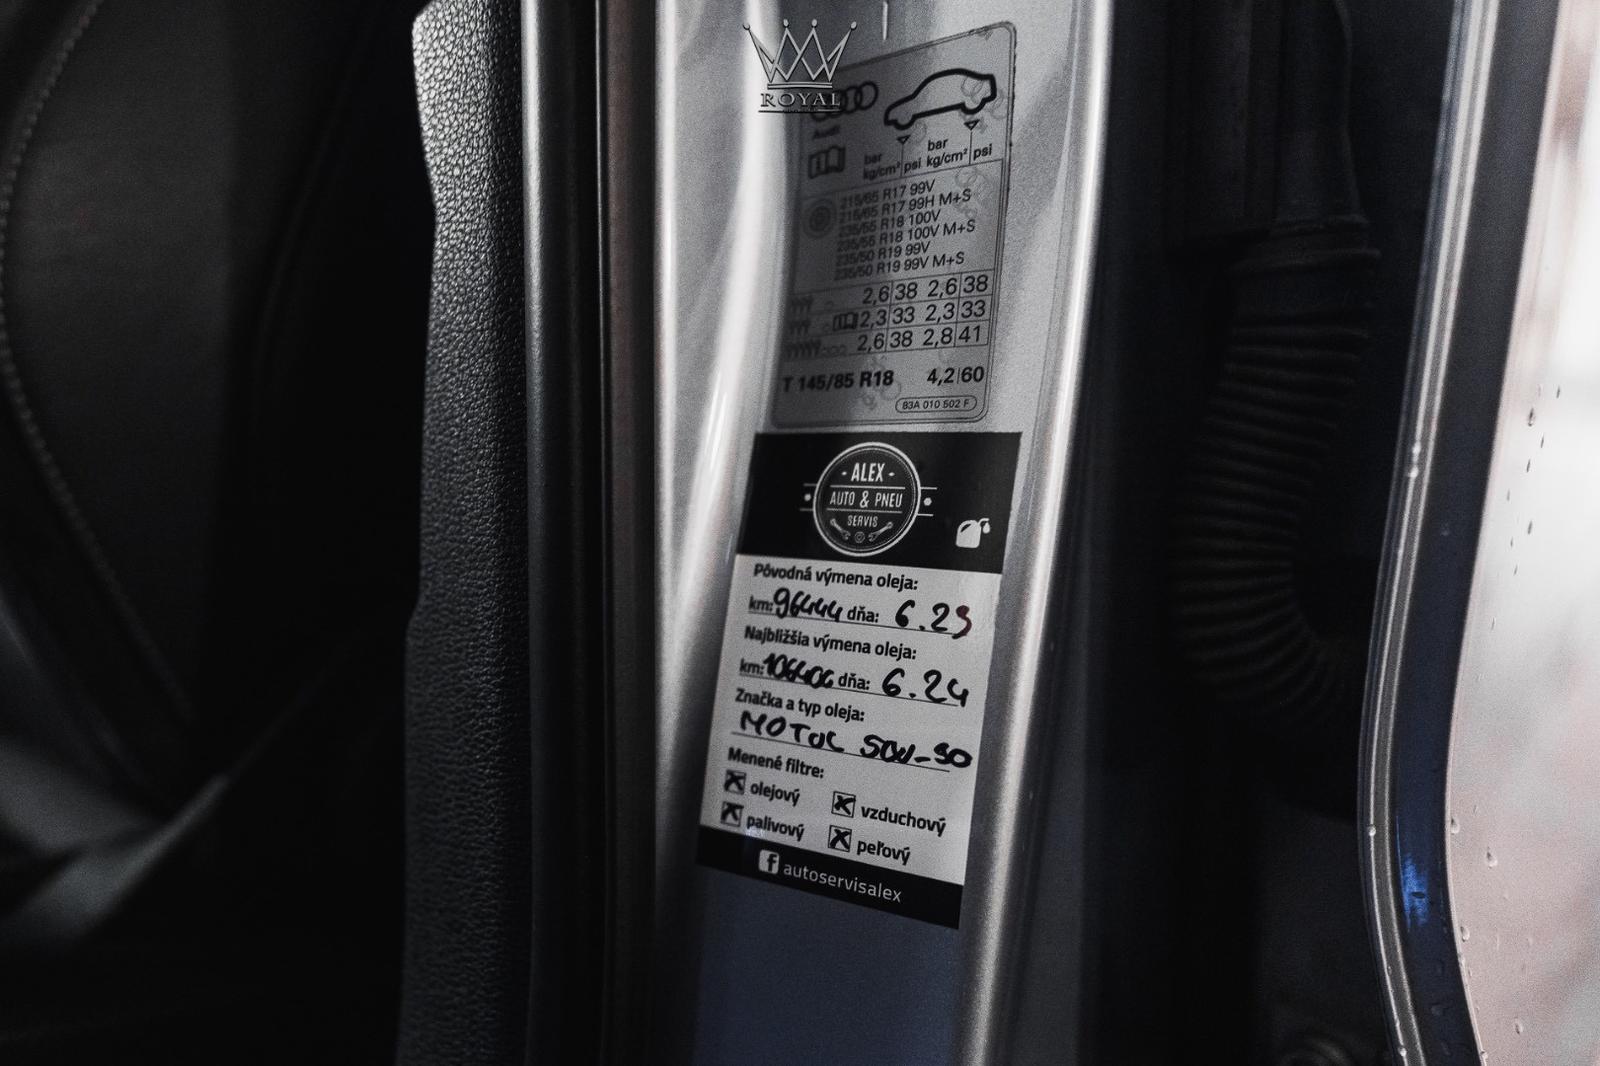 ROYAL
Audi
bar bar
kg/cm² psi kg/cm² psi
215/65 R17 99V
215/65 R17 99H M+S
235/55 R18 100V
235/55 R18 100V M+S
235/50 R19 99V
235/50 R19 99V M+S
2,6 38 2,6 38
2,3 33 2,3 33
2,6 38 2,8 41
T 145/85 R18 4,2 60
83A 010 502 F
- ALEX -
AUTO & PNEU
SERVIS
Pôvodná výmena oleja:
km: 96444 dňa: 6.23
Najbližšia výmena oleja:
km: dňa: 6.24
Značka a typ oleja:
MOTUL
Menené filtre:
olejový vzduchový
palivový peľový
autoservisalex